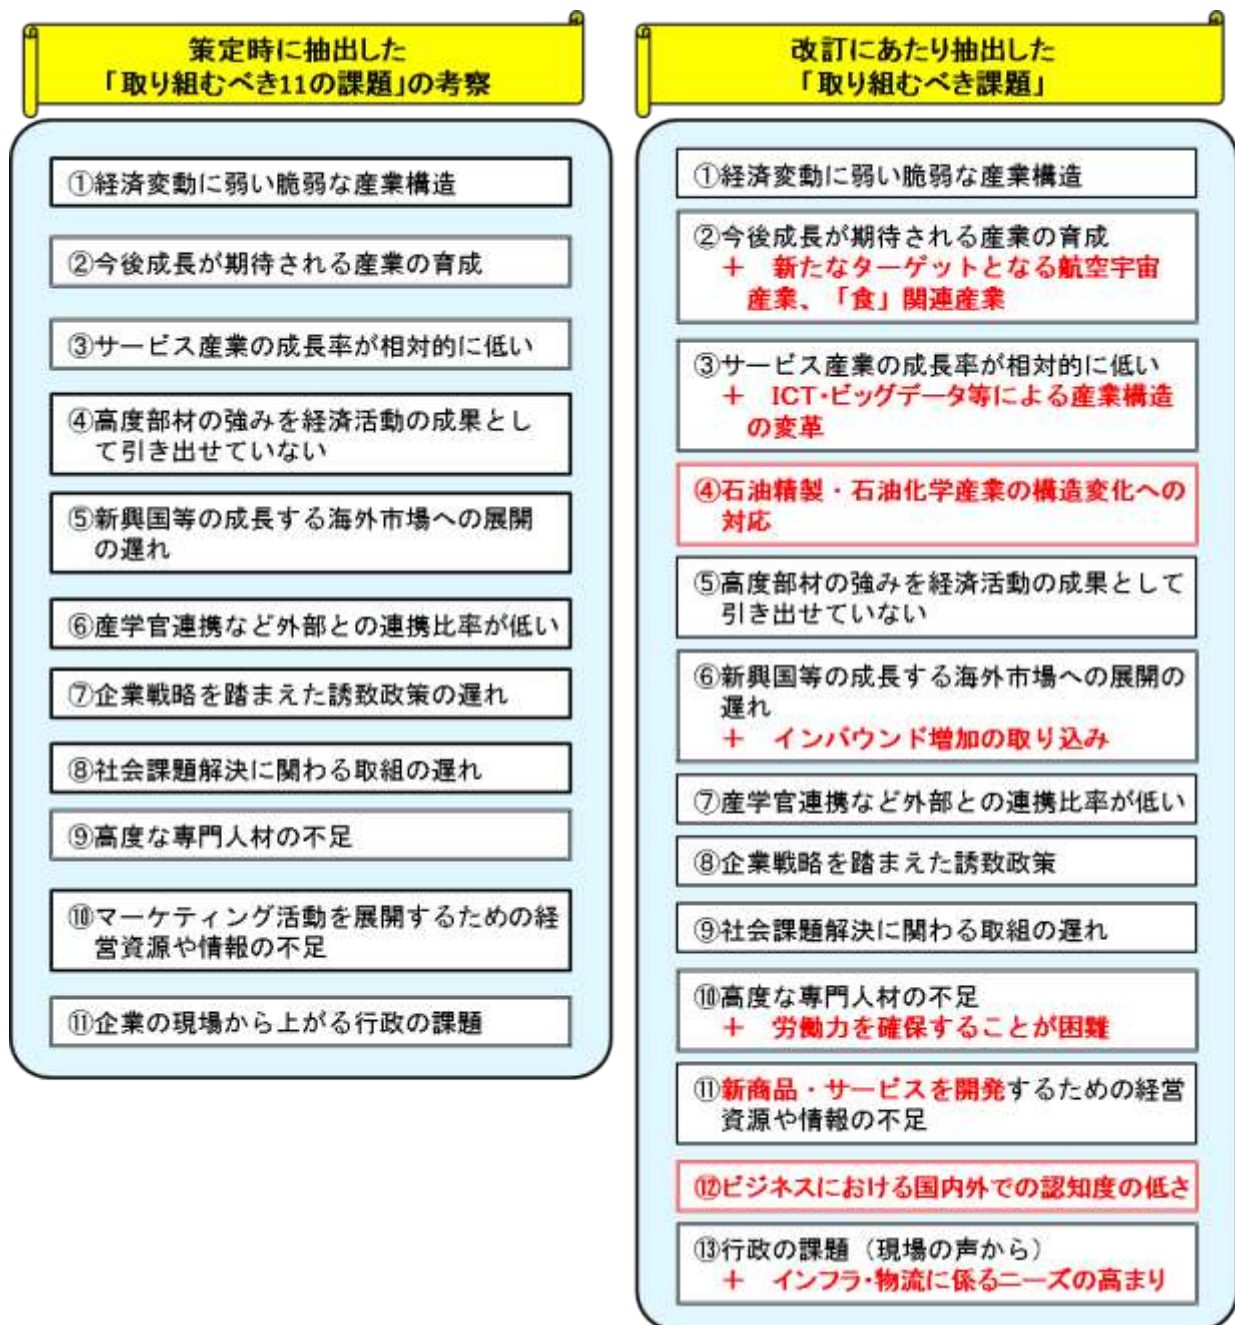 策定時に抽出した
「取り組むべき11の課題」の考察
①経済変動に弱い脆弱な産業構造
②今後成長が期待される産業の育成
③サービス産業の成長率が相対的に低い
④高度部材の強みを経済活動の成果とし
て引き出せていない
⑤新興国等の成長する海外市場への展開
の遅れ
⑥産学官連携など外部との連携比率が低い
⑦企業戦略を踏まえた誘致政策の遅れ
⑧社会課題解決に関わる取組の遅れ
⑨高度な専門人材の不足
⑩マーケティング活動を展開するための経
営資源や情報の不足
⑪企業の現場から上がる行政の課題
改訂にあたり抽出した
「取り組むべき課題」
①経済変動に弱い脆弱な産業構造
②今後成長が期待される産業の育成
＋　新たなターゲットとなる航空宇宙
産業、「食」関連産業
③サービス産業の成長率が相対的に低い
＋　ICT・ビッグデータ等による産業構造
の変革
④石油精製・石油化学産業の構造変化への
対応
⑤高度部材の強みを経済活動の成果として
引き出せていない
⑥新興国等の成長する海外市場への展開の
遅れ
＋　インバウンド増加の取り込み
⑦産学官連携など外部との連携比率が低い
⑧企業戦略を踏まえた誘致政策
⑨社会課題解決に関わる取組の遅れ
⑩高度な専門人材の不足
＋　労働力を確保することが困難
⑪新商品・サービスを開発するための経営
資源や情報の不足
⑫ビジネスにおける国内外での認知度の低さ
⑬行政の課題（現場の声から）
＋　インフラ・物流に係るニーズの高まり